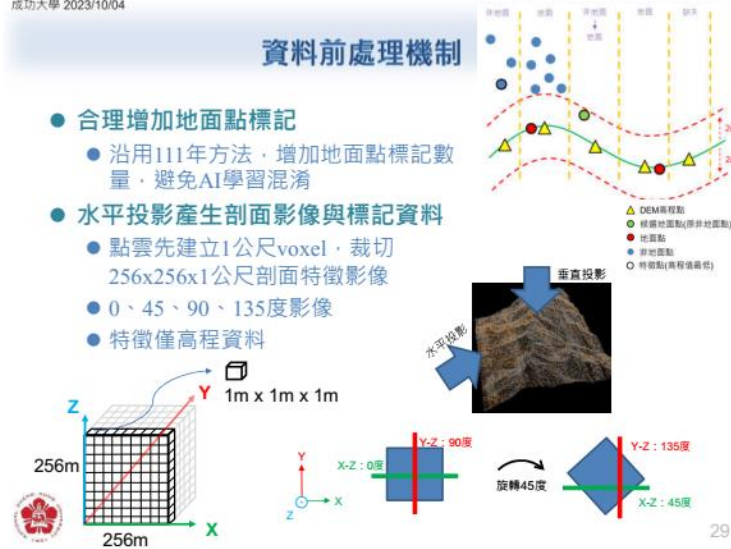 成功大學 2023/10/04
資料前處理機制
合理增加地面點標記
沿用111年方法，增加地面點標記數
量，避免AI學習混淆
水平投影產生剖面影像與標記資料
點雲先建立1公尺voxel，裁切
256x256x1公尺剖面特徵影像
0、45、90、135度影像
特徵僅高程資料
非地面
地面
非地面
地面
地面
缺失
DEM高程點
候選地面點(原非地面點)
地面點
非地面點
特徵點(高程值最低)
垂直投影
水平投影
1m x 1m x 1m
Z
Y
X
256m
256m
Y
X
Z
X-Z：0度
Y-Z：90度
旋轉45度
Y-Z：135度
X-Z：45度
29